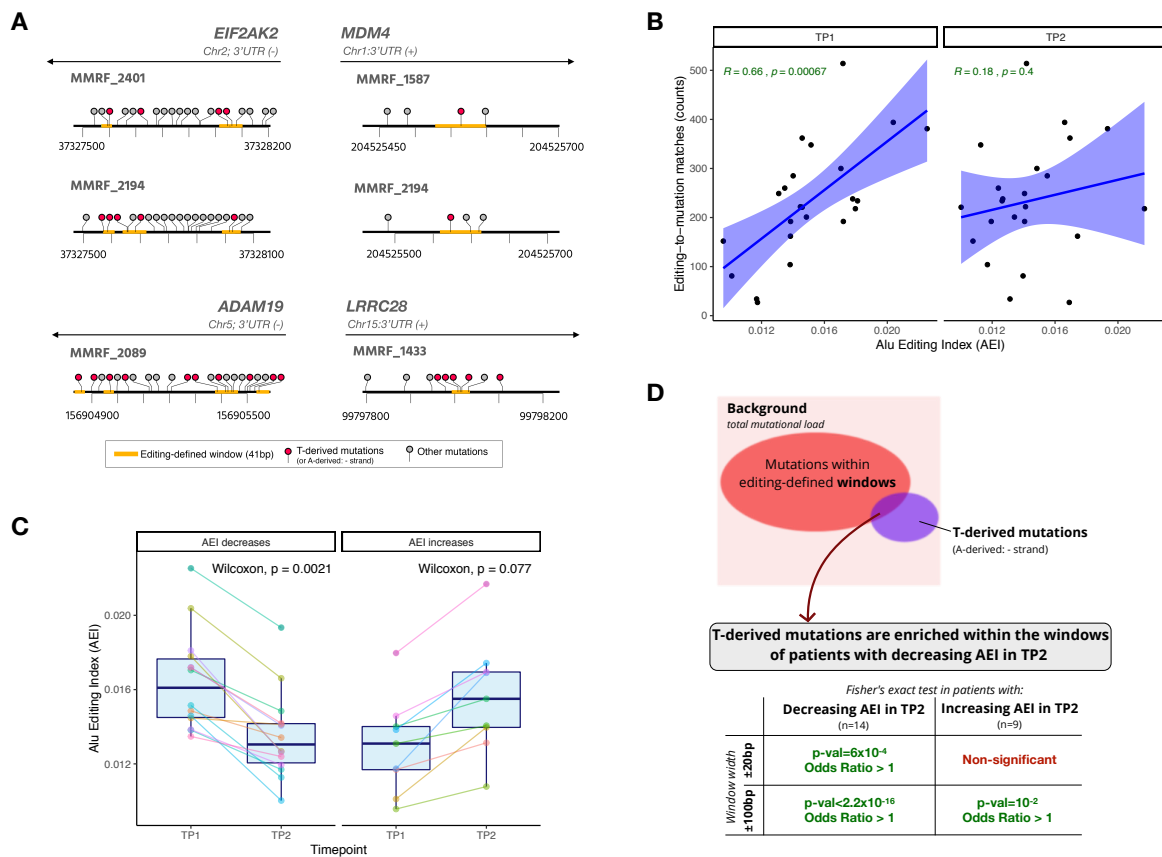 A
EIF2AK2
Chr2; 3'UTR (-)
MDM4
Chr1:3'UTR (+)
MMRF_2401
MMRF_1587
37327500
37328200
204525450
204525700
MMRF_2194
MMRF_2194
37327500
37328100
204525500
204525700
ADAM19
Chr5; 3'UTR (-)
LRRC28
Chr15:3'UTR (+)
MMRF_2089
MMRF_1433
156904900
156905500
99797800
99798200
Editing-defined window (41bp)
T-derived mutations
(or A-derived: - strand)
Other mutations
B
TP1
TP2
R = 0.66 , p = 0.00067
R = 0.18 , p = 0.4
Editing−to−mutation matches (counts)
500
400
300
200
100
0
0.012
0.016
0.020
0.012
0.016
0.020
Alu Editing Index (AEI)
C
AEI decreases
AEI increases
Wilcoxon, p = 0.0021
Wilcoxon, p = 0.077
Alu Editing Index (AEI)
0.020
0.016
0.012
TP1
TP2
TP1
TP2
Timepoint
D
Background
total mutational load
Mutations within
editing-defined windows
T-derived mutations
(A-derived: - strand)
T-derived mutations are enriched within the windows
of patients with decreasing AEI in TP2
Fisher's exact test in patients with:
Decreasing AEI in TP2
(n=14)
Increasing AEI in TP2
(n=9)
Window width
±20bp
p-val=6x10⁻⁴
Odds Ratio > 1
Non-significant
±100bp
p-val<2.2x10⁻¹⁶
Odds Ratio > 1
p-val=10⁻²
Odds Ratio > 1